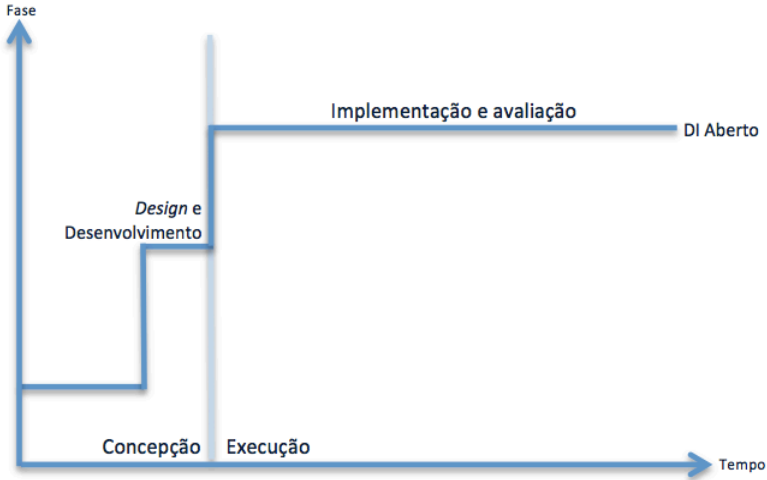 Fase
Implementação e avaliação
DI Aberto
Design e
Desenvolvimento
Concepção
Execução
Tempo